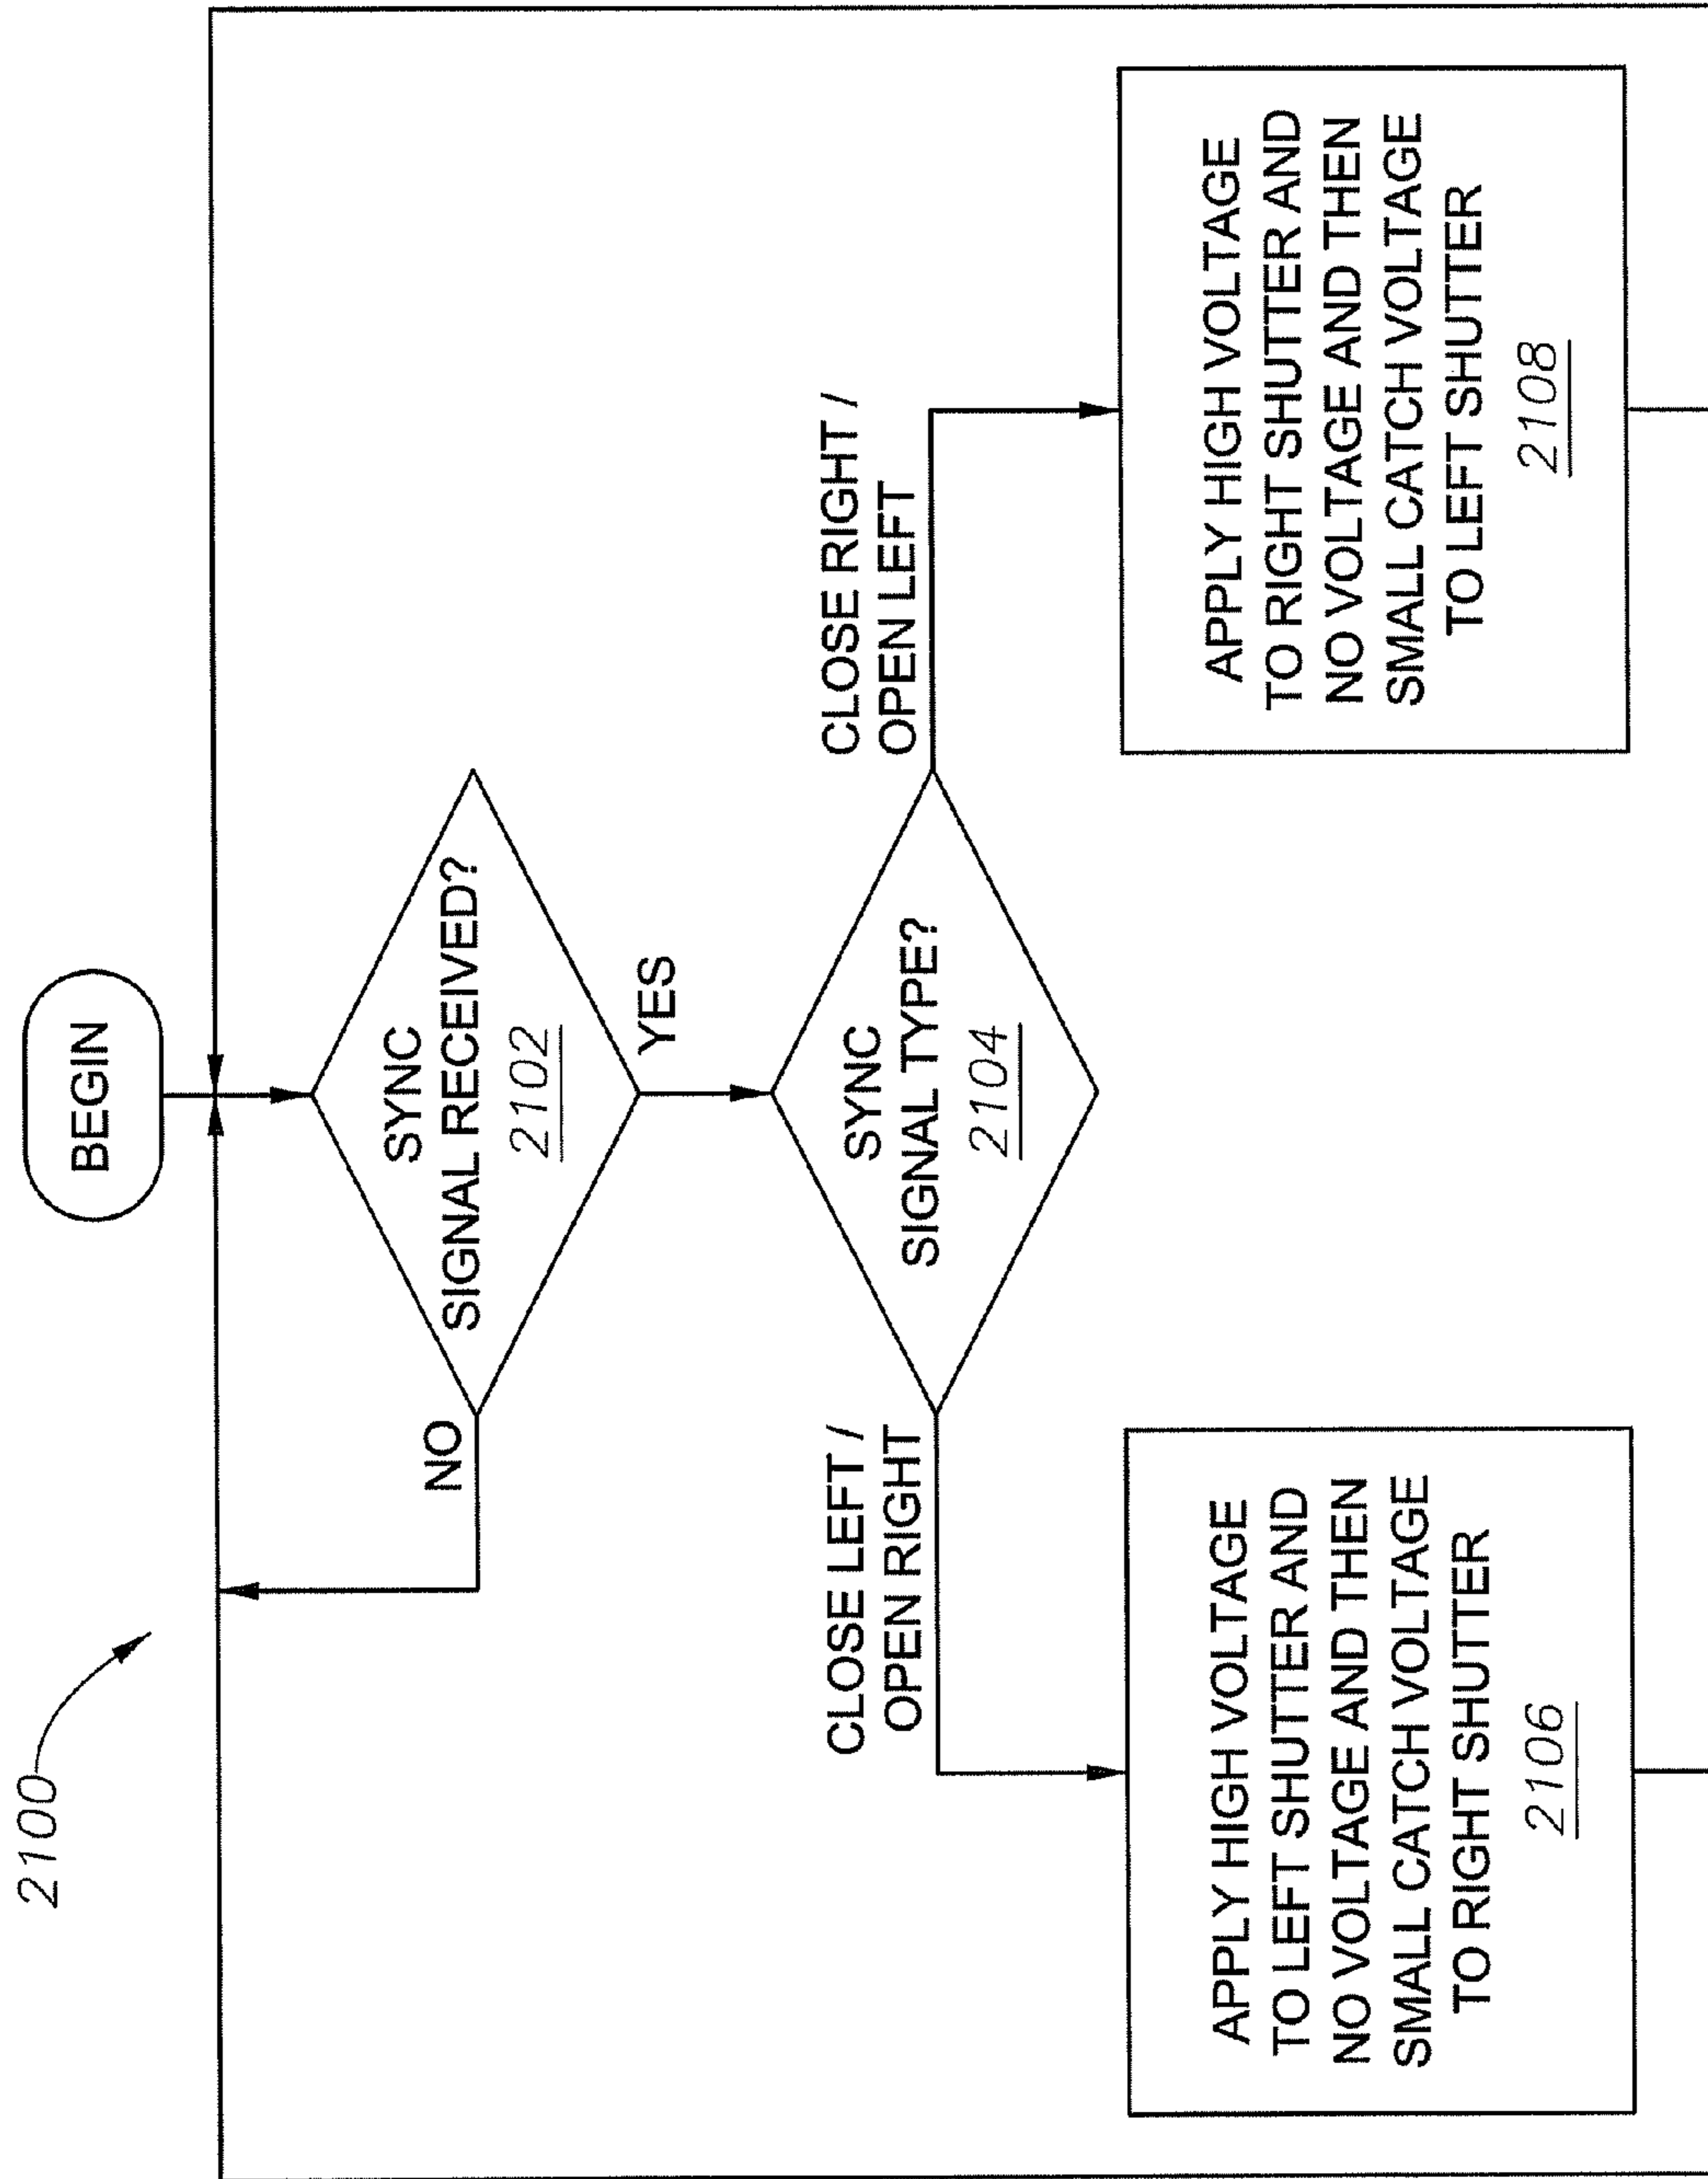 2100
BEGIN
SYNC
SIGNAL RECEIVED?
2102
NO
YES
SYNC
SIGNAL TYPE?
2104
CLOSE LEFT /
OPEN RIGHT
CLOSE RIGHT /
OPEN LEFT
APPLY HIGH VOLTAGE
TO LEFT SHUTTER AND
NO VOLTAGE AND THEN
SMALL CATCH VOLTAGE
TO RIGHT SHUTTER
2106
APPLY HIGH VOLTAGE
TO RIGHT SHUTTER AND
NO VOLTAGE AND THEN
SMALL CATCH VOLTAGE
TO LEFT SHUTTER
2108